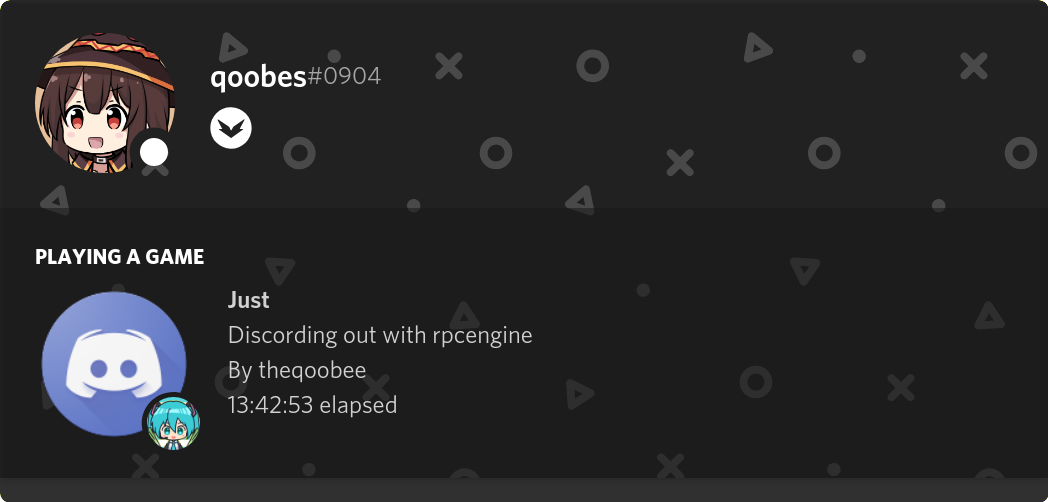 qoobes#0904
PLAYING A GAME
Just
Discording out with rpcengine
By theqoobee
13:42:53 elapsed